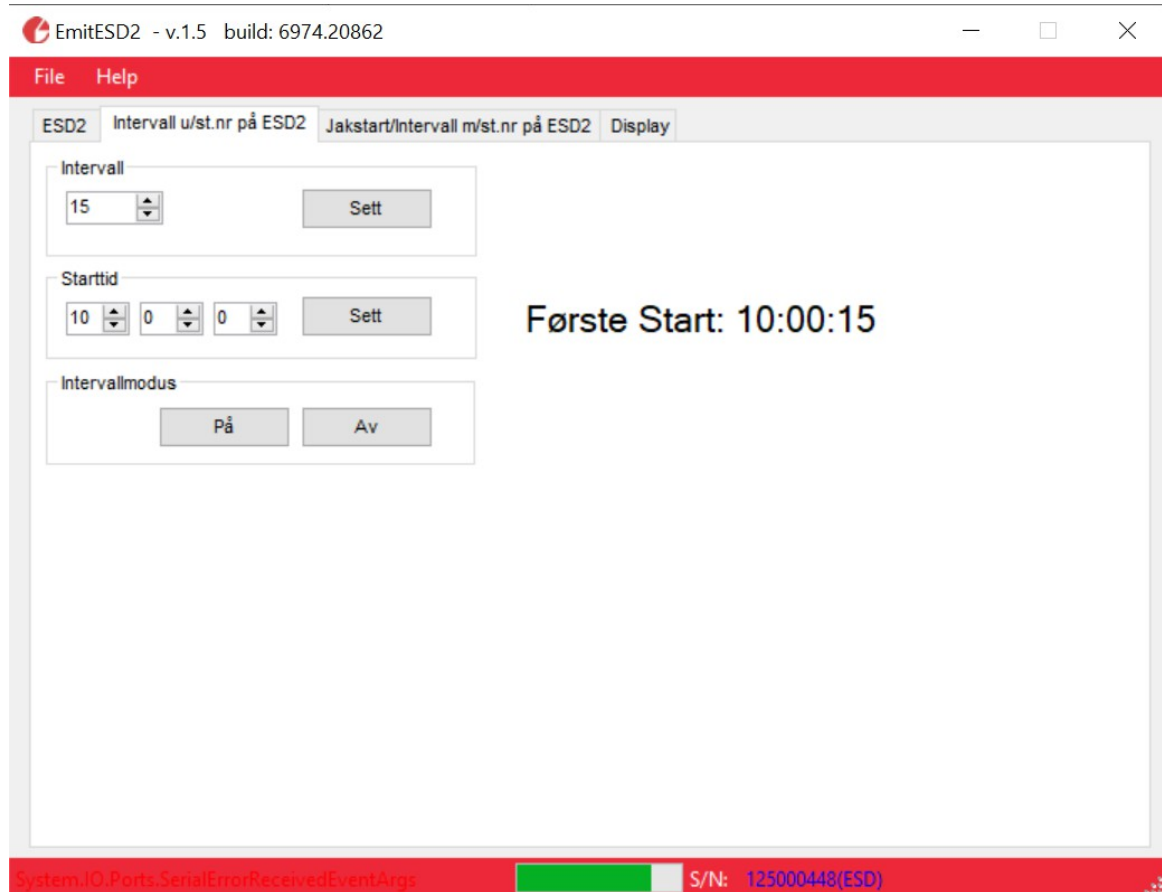 EmitESD2 - v.1.5 build: 6974.20862
File Help
ESD2 Intervall u/st.nr på ESD2 Jakstart/Intervall m/st.nr på ESD2 Display
Intervall
15 Sett
Starttid
10 0 0 Sett
Første Start: 10:00:15
Intervallmodus
På Av
System.IO.Ports.SerialErrorReceivedEventArgs S/N: 125000448(ESD)